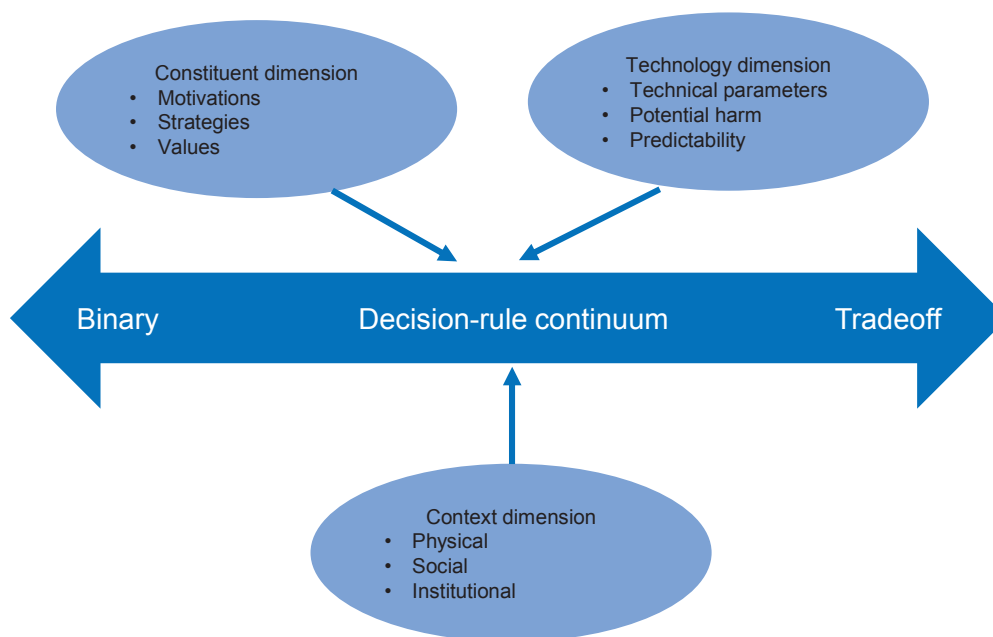 Constituent dimension
• Motivations
• Strategies
• Values
Technology dimension
• Technical parameters
• Potential harm
• Predictability
Binary
Decision-rule continuum
Tradeoff
Context dimension
• Physical
• Social
• Institutional